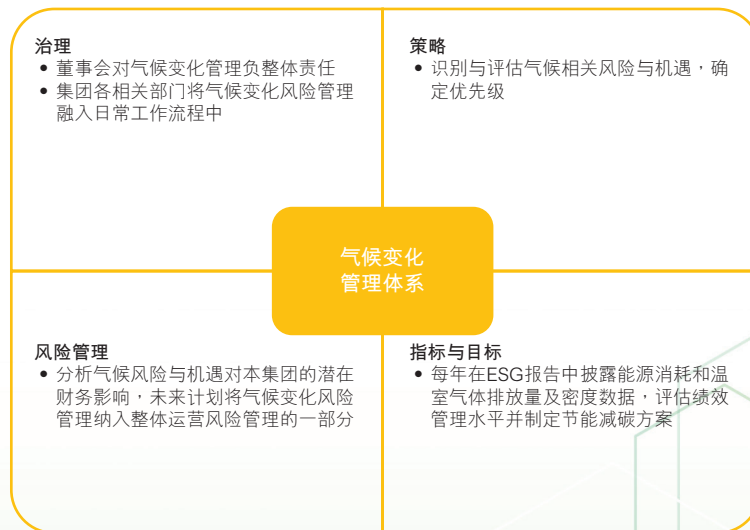 治理
• 董事会对气候变化管理负整体责任
• 集团各相关部门将气候变化风险管理
融入日常工作流程中
策略
• 识别与评估气候相关风险与机遇，确
定优先级
气候变化
管理体系
风险管理
• 分析气候风险与机遇对本集团的潜在
财务影响，未来计划将气候变化风险
管理纳入整体运营风险管理的一部分
指标与目标
• 每年在ESG报告中披露能源消耗和温
室气体排放量及密度数据，评估绩效
管理水平并制定节能减碳方案